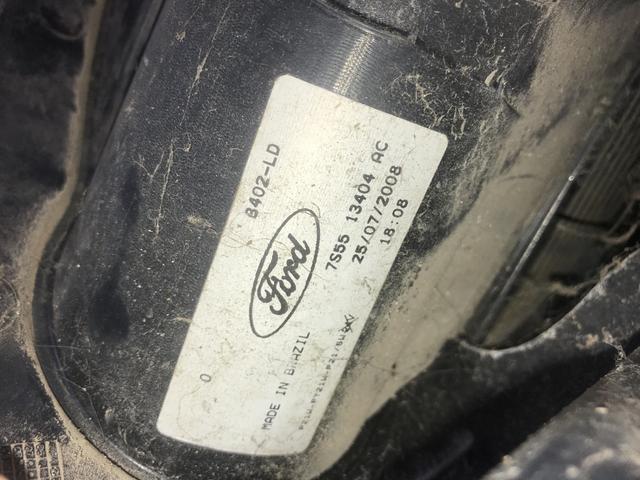 8402-LD
Ford
7S55 13404 AC
25/07/2008
18:08
0
MADE IN BRAZIL